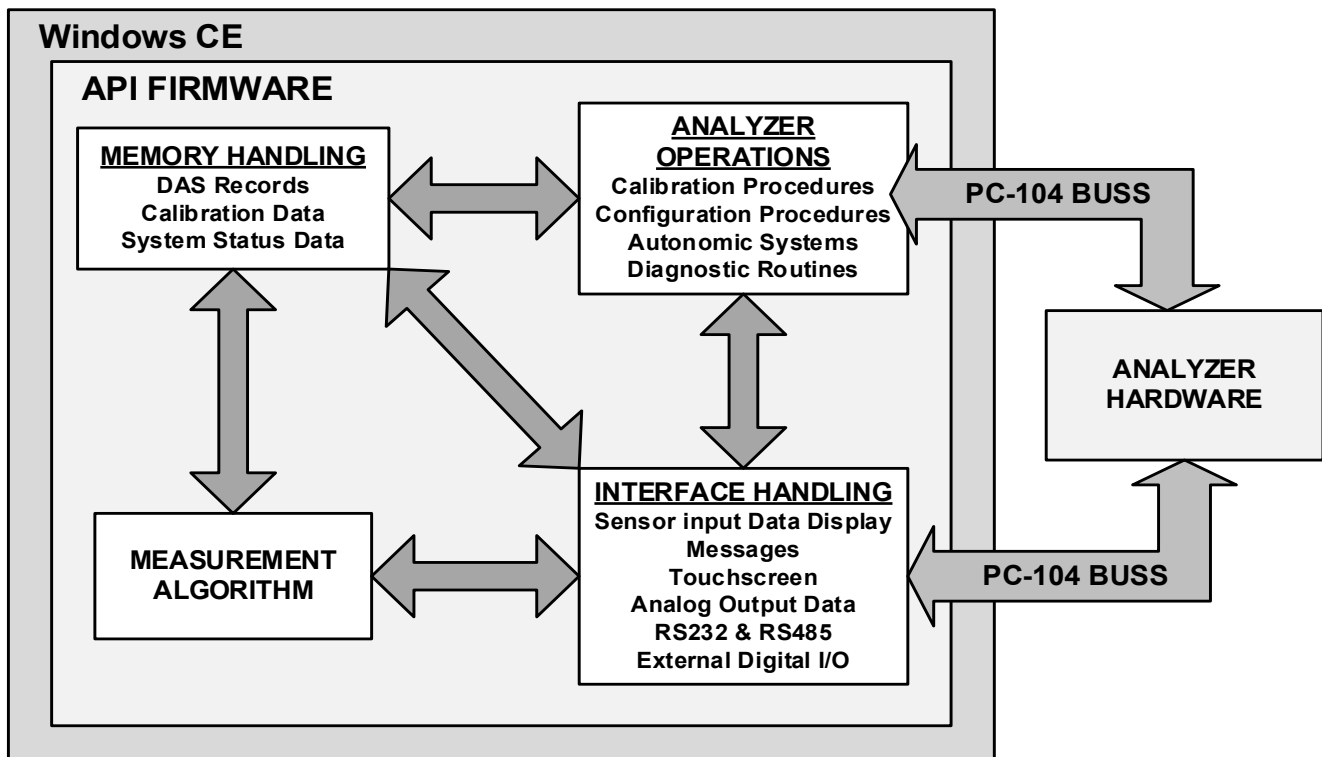 Windows CE
API FIRMWARE
MEMORY HANDLING
DAS Records
Calibration Data
System Status Data
ANALYZER
OPERATIONS
Calibration Procedures
Configuration Procedures
Autonomic Systems
Diagnostic Routines
PC-104 BUSS
ANALYZER
HARDWARE
MEASUREMENT
ALGORITHM
INTERFACE HANDLING
Sensor input Data Display
Messages
Touchscreen
Analog Output Data
RS232 & RS485
External Digital I/O
PC-104 BUSS